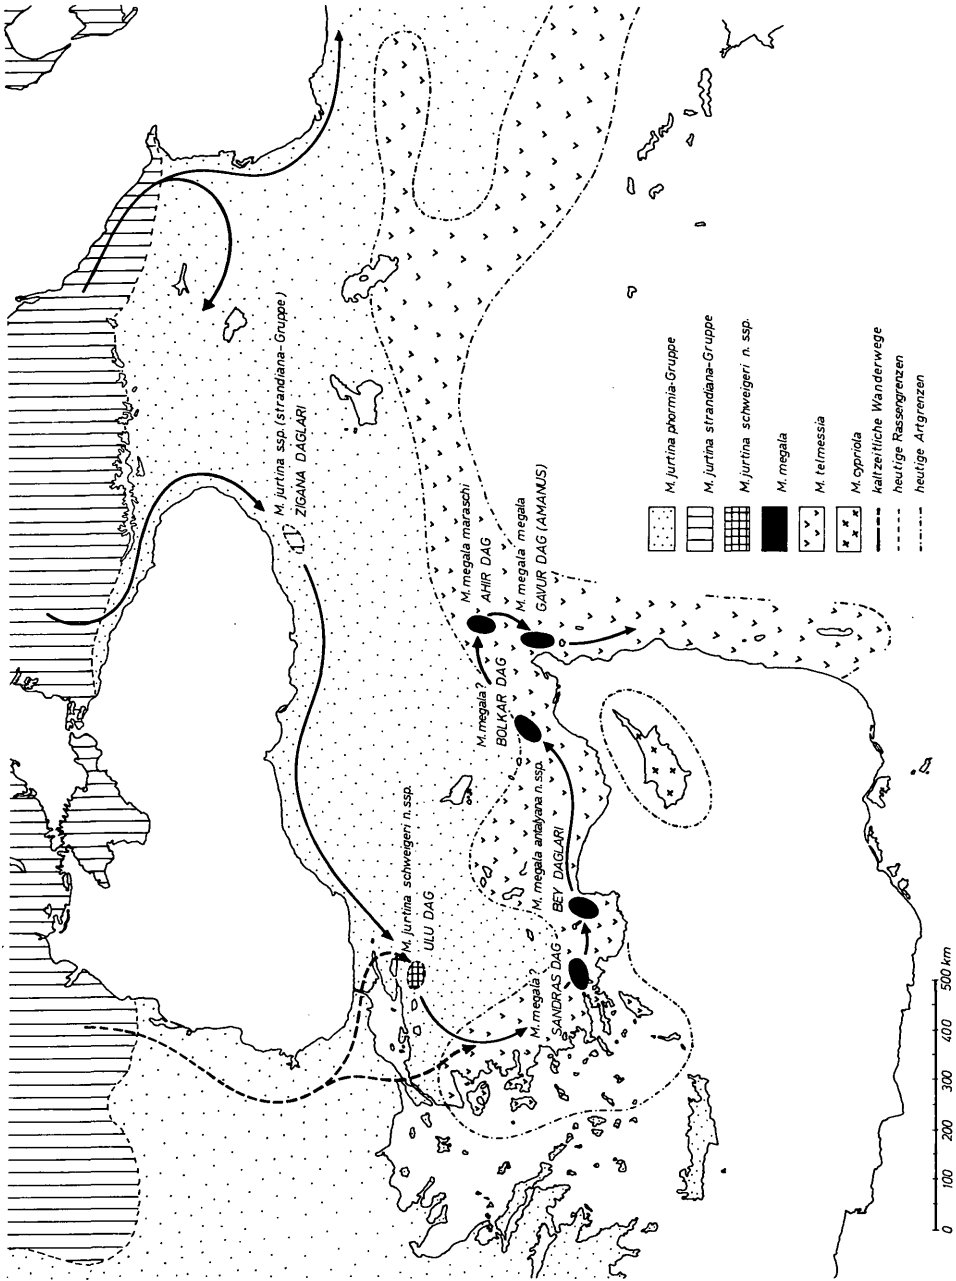 M. jurtina ssp. (strandiana-Gruppe)
ZIGANA DAGLARI
M. jurtina schweigeri n. ssp.
ULU DAG
M. megala maraschi
AHIR DAG
M. megala megala
GAVUR DAG (AMANUS)
M. megala ?
BOLKAR DAG
M. megala antalyana n. ssp.
BEY DAGLARI
M. megala ?
SANDRAS DAG
M. jurtina phormia-Gruppe
M. jurtina strandiana-Gruppe
M. jurtina schweigeri n. ssp.
M. megala
M. telmessia
M. cypriola
kaltzeitliche Wanderwege
heutige Rassengrenzen
heutige Artgrenzen
0 100 200 300 400 500 km